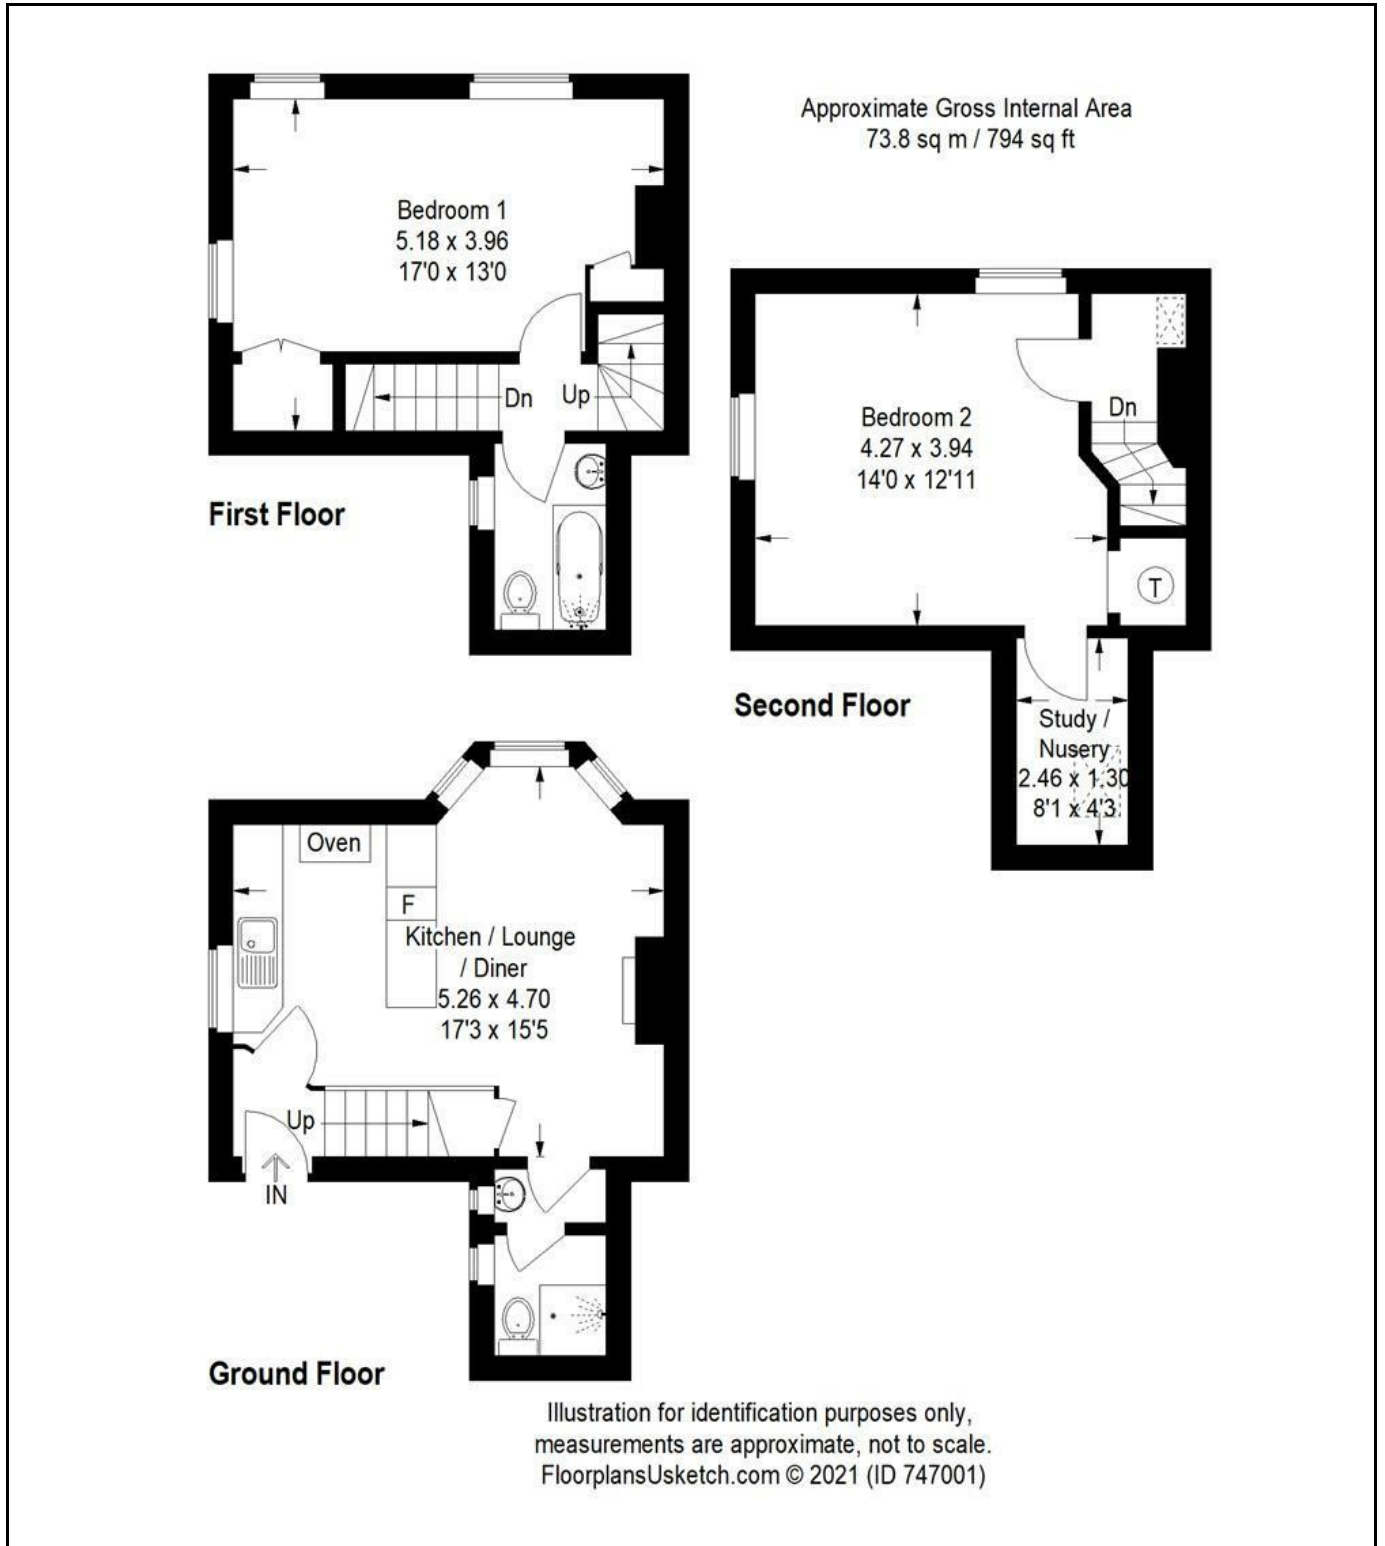 Approximate Gross Internal Area
73.8 sq m / 794 sq ft
Bedroom 1
5.18 x 3.96
17'0 x 13'0
Dn
Up
First Floor
Bedroom 2
4.27 x 3.94
14'0 x 12'11
Dn
T
Second Floor
Study /
Nusery
2.46 x 1.30
8'1 x 4'3
Oven
F
Kitchen / Lounge
/ Diner
5.26 x 4.70
17'3 x 15'5
Up
IN
Ground Floor
Illustration for identification purposes only,
measurements are approximate, not to scale.
FloorplansUsketch.com © 2021 (ID 747001)